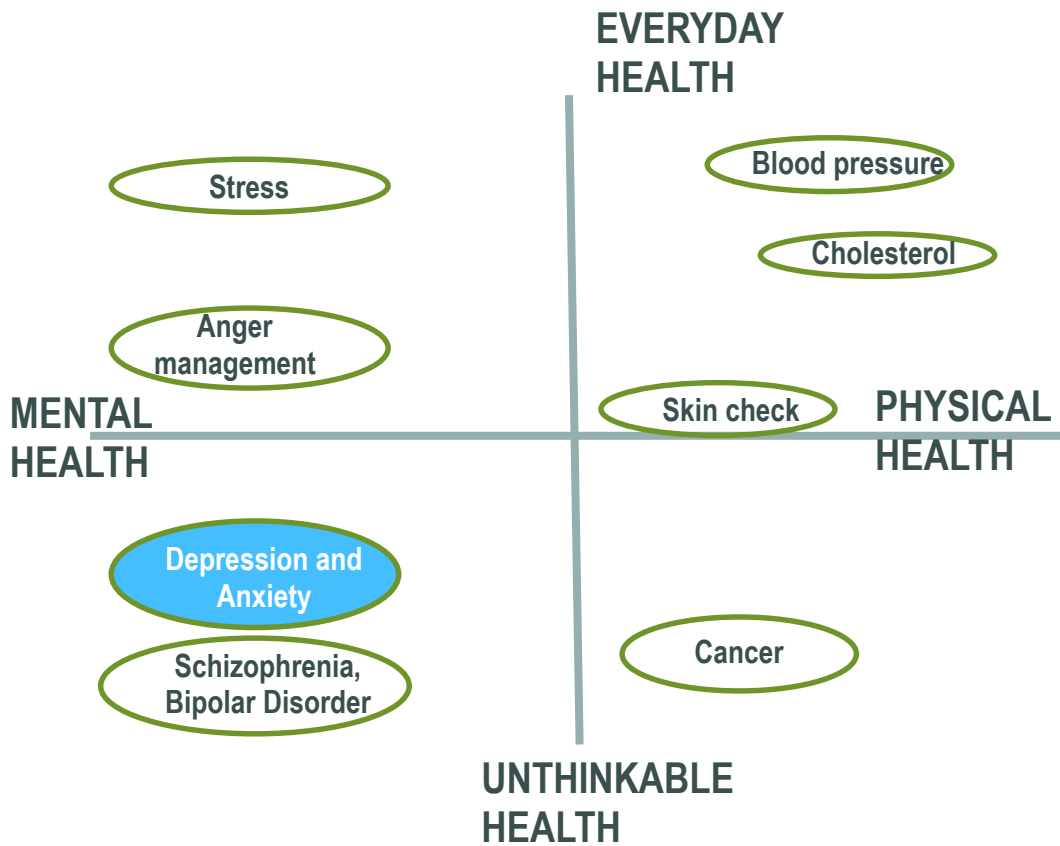 EVERYDAY
HEALTH
Blood pressure
Stress
Cholesterol
Anger
management
MENTAL
HEALTH
Skin check
PHYSICAL
HEALTH
Depression and
Anxiety
Schizophrenia,
Bipolar Disorder
Cancer
UNTHINKABLE
HEALTH